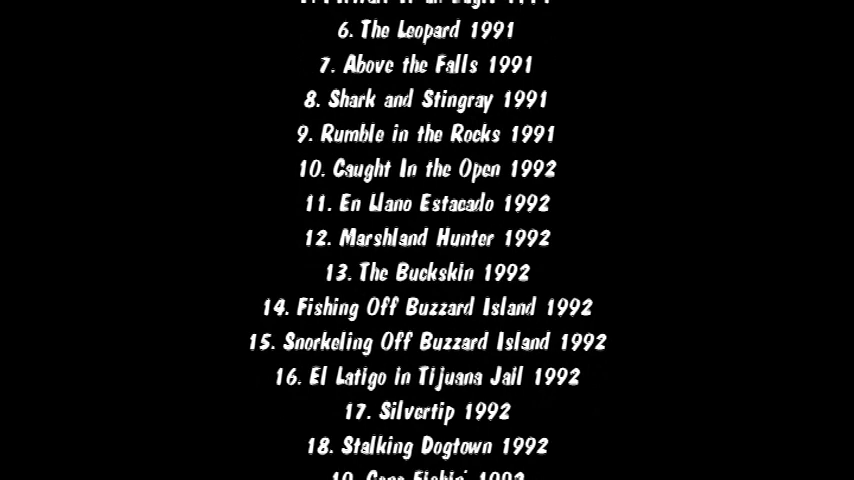 6. The Leopard 1991
7. Above the Falls 1991
8. Shark and Stingray 1991
9. Rumble in the Rocks 1991
10. Caught In the Open 1992
11. En Llano Estacado 1992
12. Marshland Hunter 1992
13. The Buckskin 1992
14. Fishing Off Buzzard Island 1992
15. Snorkeling Off Buzzard Island 1992
16. El Latigo in Tijuana Jail 1992
17. Silvertip 1992
18. Stalking Dogtown 1992
19. Gone Fishin'